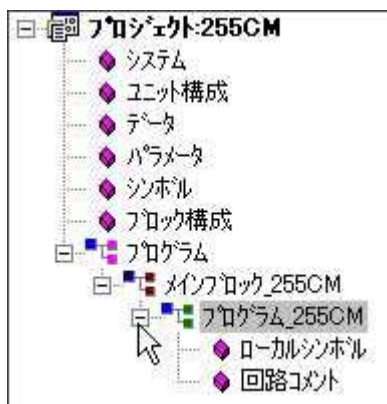 プロジェクト:255CM
システム
ユニット構成
データ
パラメータ
シンボル
ブロック構成
プログラム
メインブロック_255CM
プログラム_255CM
ローカルシンボル
回路コメント